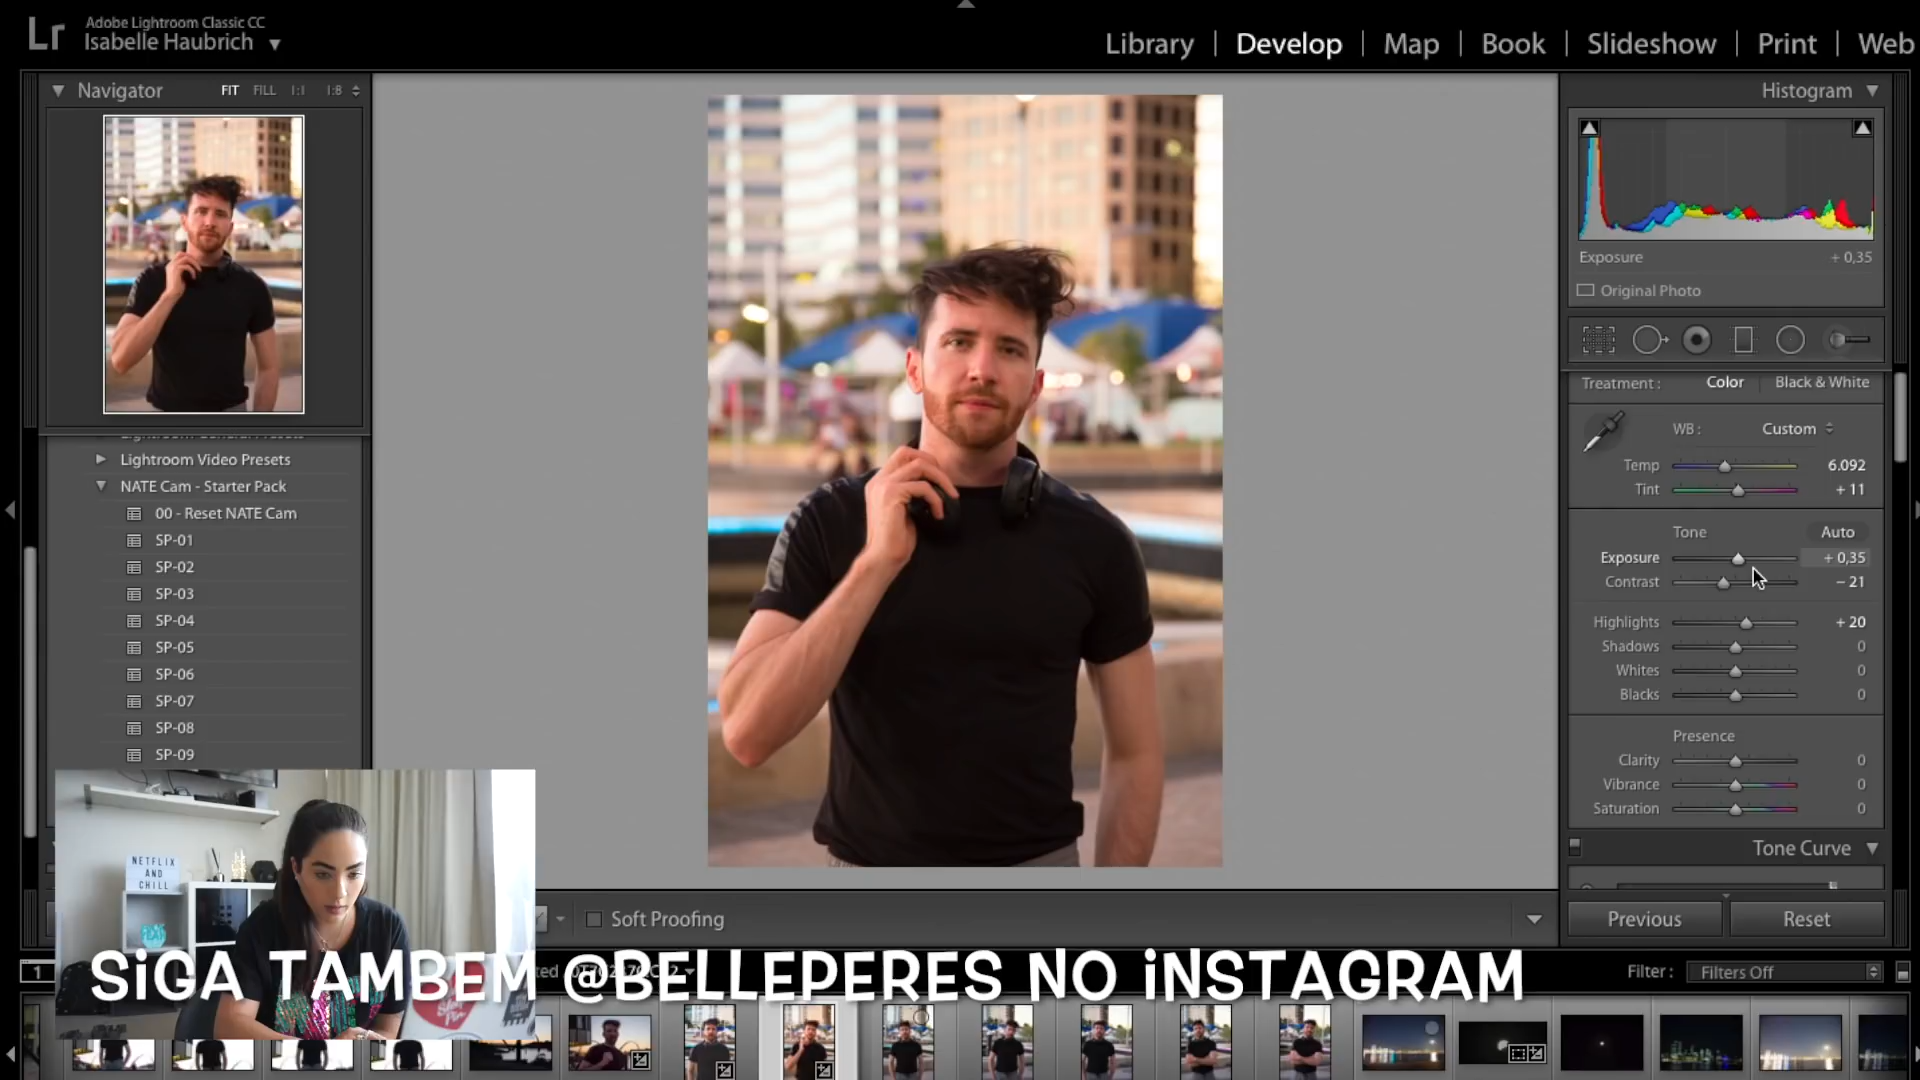 Lr
Adobe Lightroom Classic CC
Isabelle Haubrich
Library | Develop | Map | Book | Slideshow | Print | Web
Navigator FIT FILL 1:1 1:8
Lightroom Video Presets
NATE Cam - Starter Pack
00 - Reset NATE Cam
SP-01
SP-02
SP-03
SP-04
SP-05
SP-06
SP-07
SP-08
SP-09
NETFLIX
AND
CHILL
Soft Proofing
Histogram
Exposure + 0,35
Original Photo
Treatment : Color Black & White
WB : Custom
Temp 6.092
Tint + 11
Tone Auto
Exposure + 0,35
Contrast − 21
Highlights + 20
Shadows 0
Whites 0
Blacks 0
Presence
Clarity 0
Vibrance 0
Saturation 0
Tone Curve
Previous Reset
1
Filter : Filters Off
SiGA TAMBEM @BELLEPERES NO iNSTAGRAM